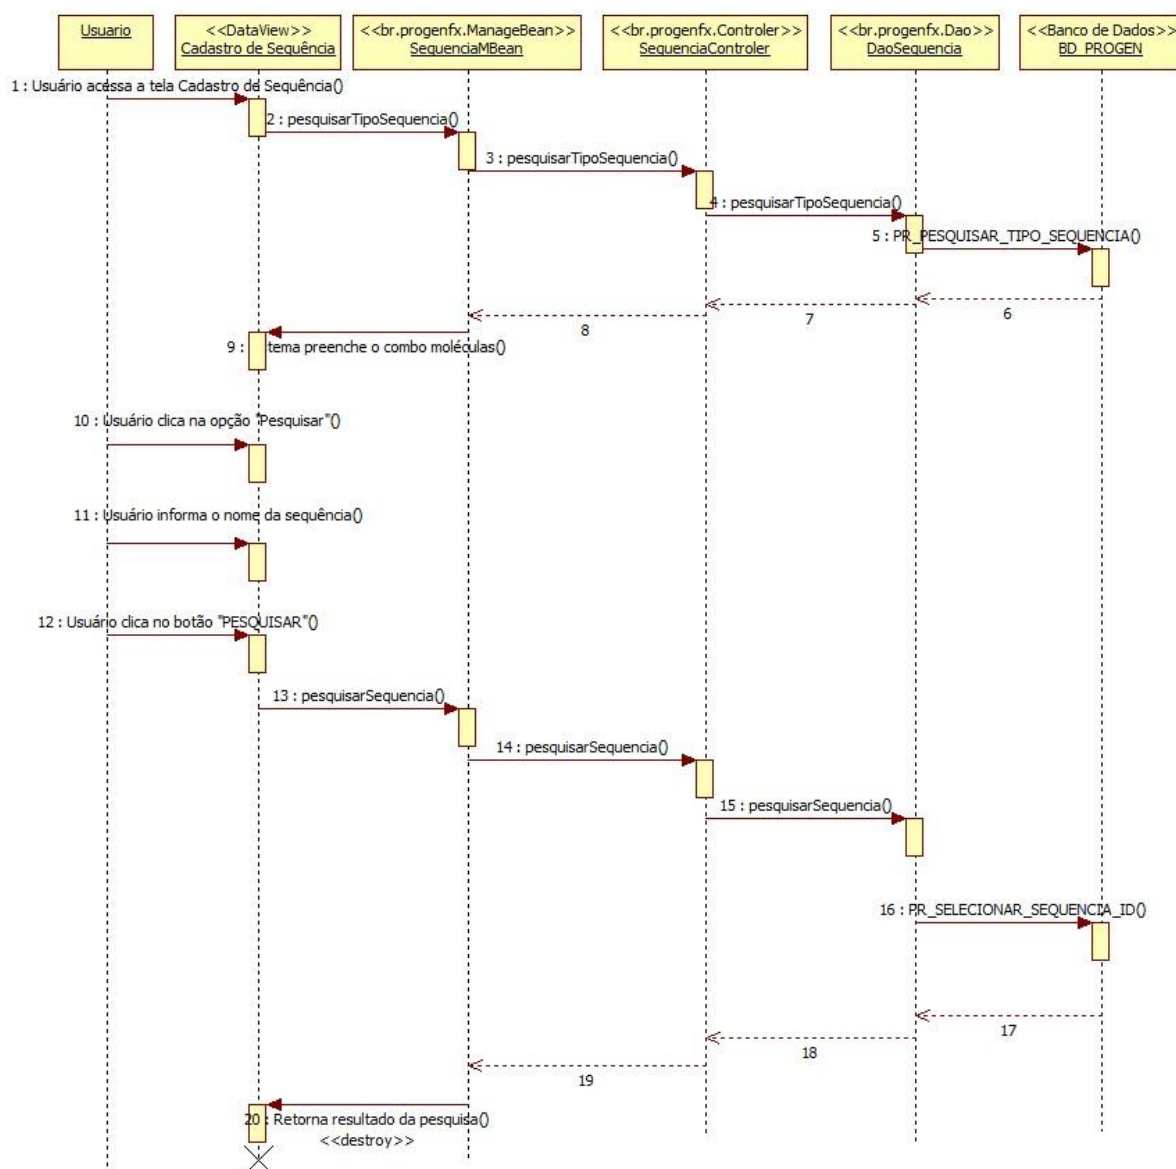 Usuario
<<DataView>>
Cadastro de Sequência
<<br.progenfx.ManageBean>>
SequenciaMBean
<<br.progenfx.Controler>>
SequenciaControler
<<br.progenfx.Dao>>
DaoSequencia
<<Banco de Dados>>
BD_PROGEN
1 : Usuário acessa a tela Cadastro de Sequência()
2 : pesquisarTipoSequencia()
3 : pesquisarTipoSequencia()
4 : pesquisarTipoSequencia()
5 : PR_PESQUISAR_TIPO_SEQUENCIA()
6
7
8
9 : tema preenche o combo moléculas()
10 : Usuário clica na opção "Pesquisar"()
11 : Usuário informa o nome da sequência()
12 : Usuário clica no botão "PESQUISAR"()
13 : pesquisarSequencia()
14 : pesquisarSequencia()
15 : pesquisarSequencia()
16 : PR_SELECIONAR_SEQUENCIA_ID()
17
18
19
20 : Retorna resultado da pesquisa()
<<destroy>>